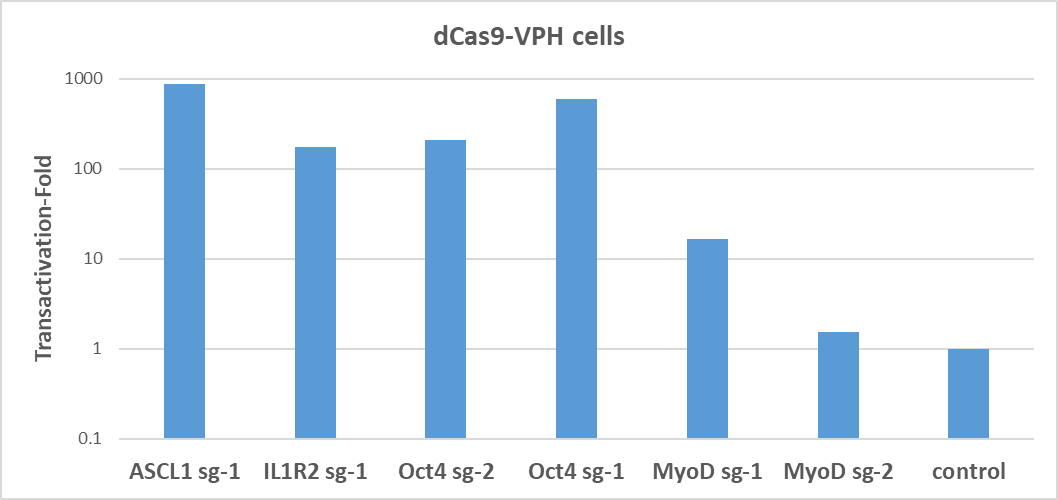 dCas9-VPH cells
Transactivation-Fold
1000
100
10
1
0.1
ASCL1 sg-1 IL1R2 sg-1 Oct4 sg-2 Oct4 sg-1 MyoD sg-1 MyoD sg-2 control